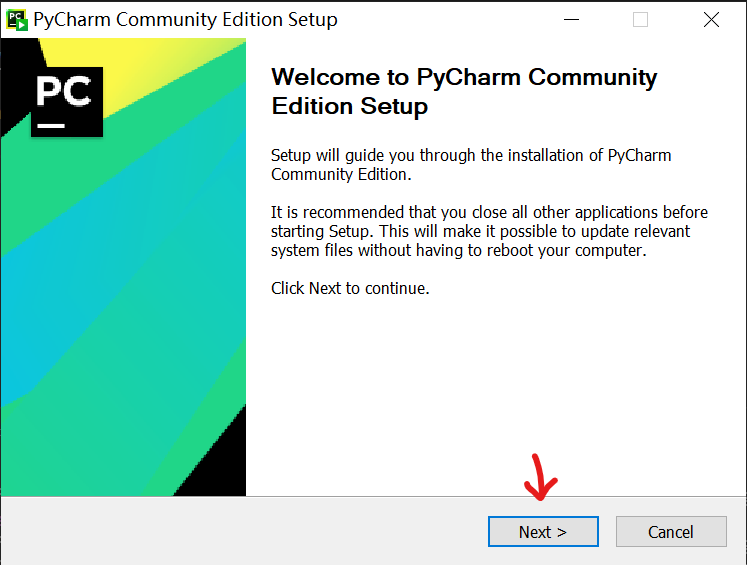 PyCharm Community Edition Setup
PC
Welcome to PyCharm Community
Edition Setup
Setup will guide you through the installation of PyCharm
Community Edition.
It is recommended that you close all other applications before
starting Setup. This will make it possible to update relevant
system files without having to reboot your computer.
Click Next to continue.
Next >
Cancel